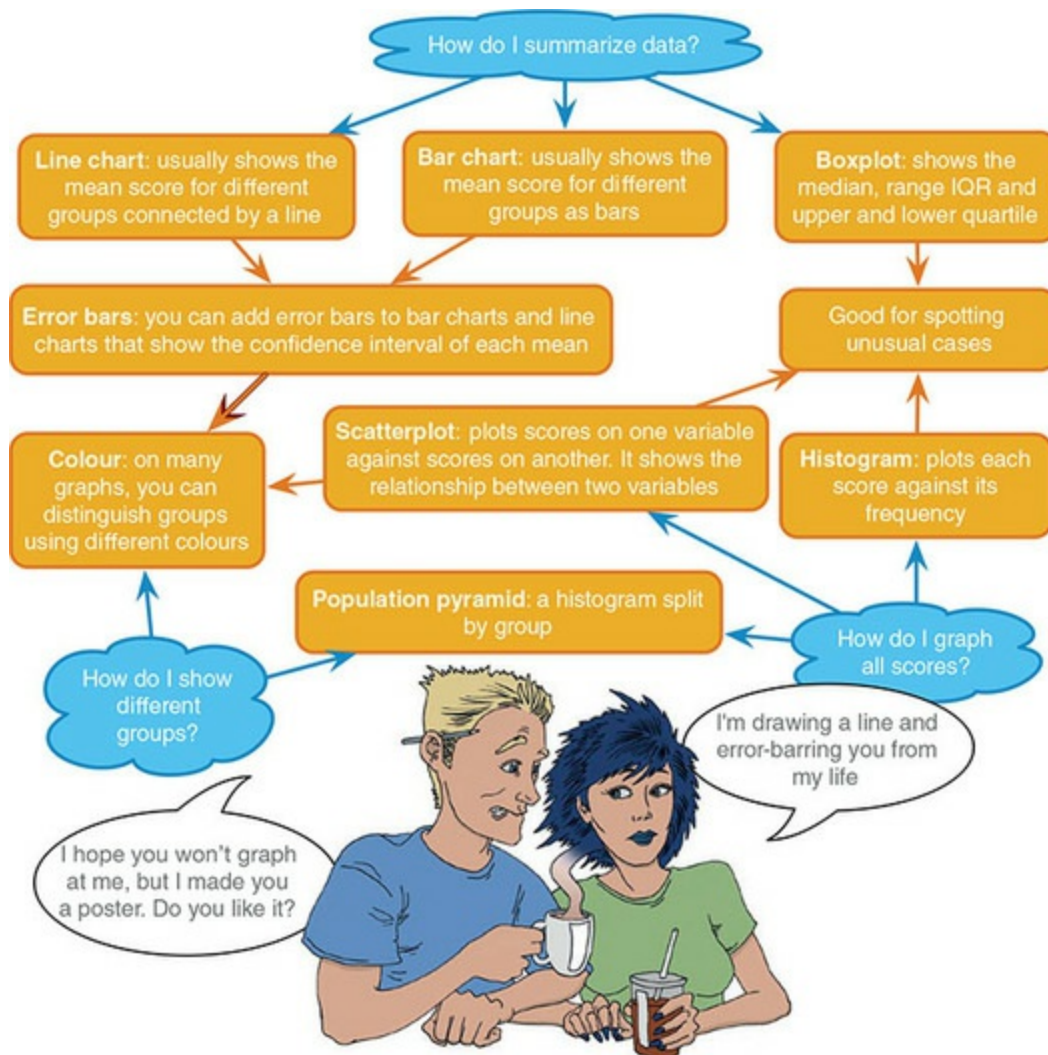 How do I summarize data?
Line chart: usually shows the
mean score for different
groups connected by a line
Bar chart: usually shows the
mean score for different
groups as bars
Boxplot: shows the
median, range IQR and
upper and lower quartile
Error bars: you can add error bars to bar charts and line
charts that show the confidence interval of each mean
Good for spotting
unusual cases
Colour: on many
graphs, you can
distinguish groups
using different colours
Scatterplot: plots scores on one variable
against scores on another. It shows the
relationship between two variables
Histogram: plots each
score against its
frequency
Population pyramid: a histogram split
by group
How do I show
different
groups?
How do I graph
all scores?
I'm drawing a line and
error-barring you from
my life
I hope you won't graph
at me, but I made you
a poster. Do you like it?